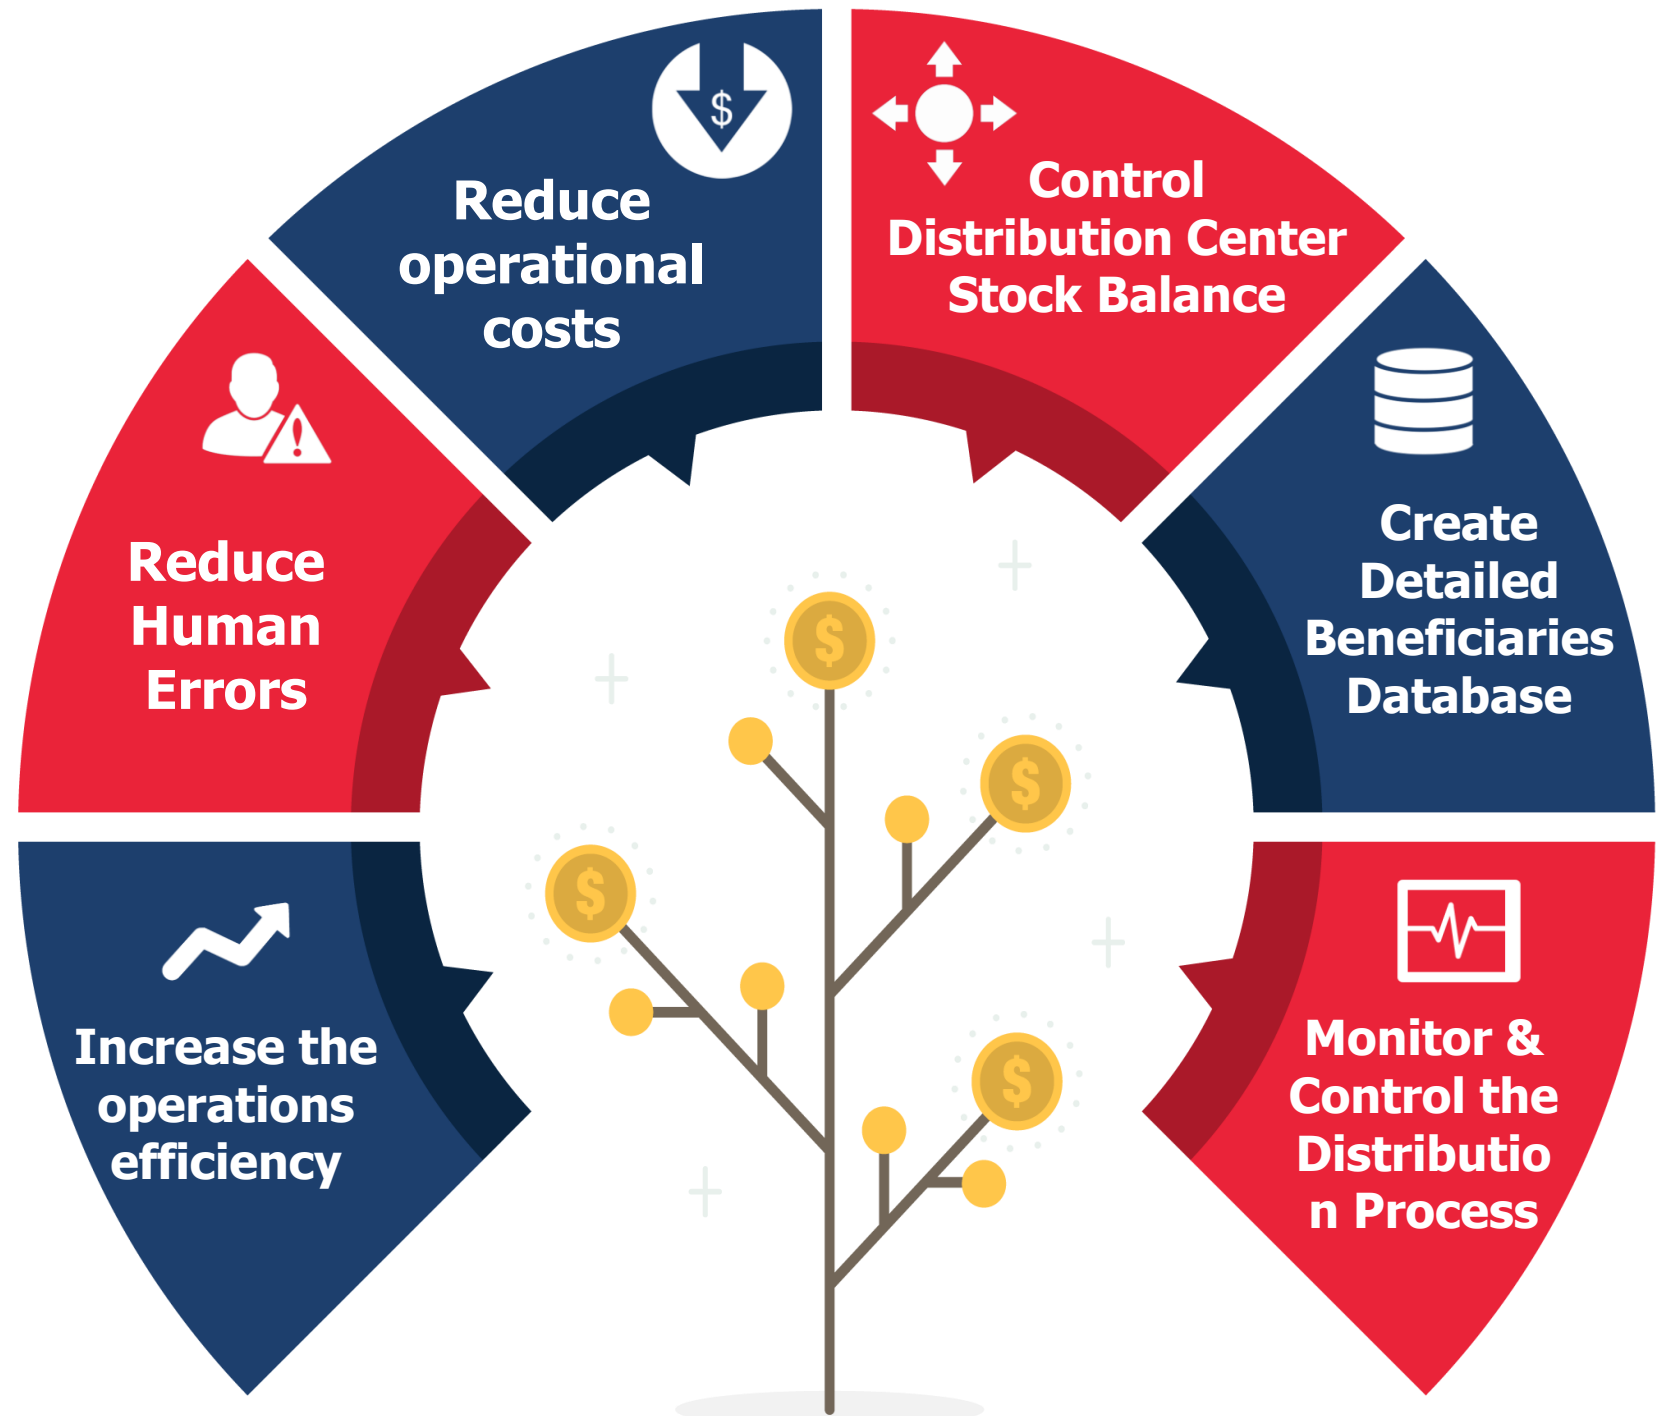 $
Reduce
operational
costs
Control
Distribution Center
Stock Balance
!
Reduce
Human
Errors
Create
Detailed
Beneficiaries
Database
$
$
$
$
Increase the
operations
efficiency
Monitor &
Control the
Distributio
n Process